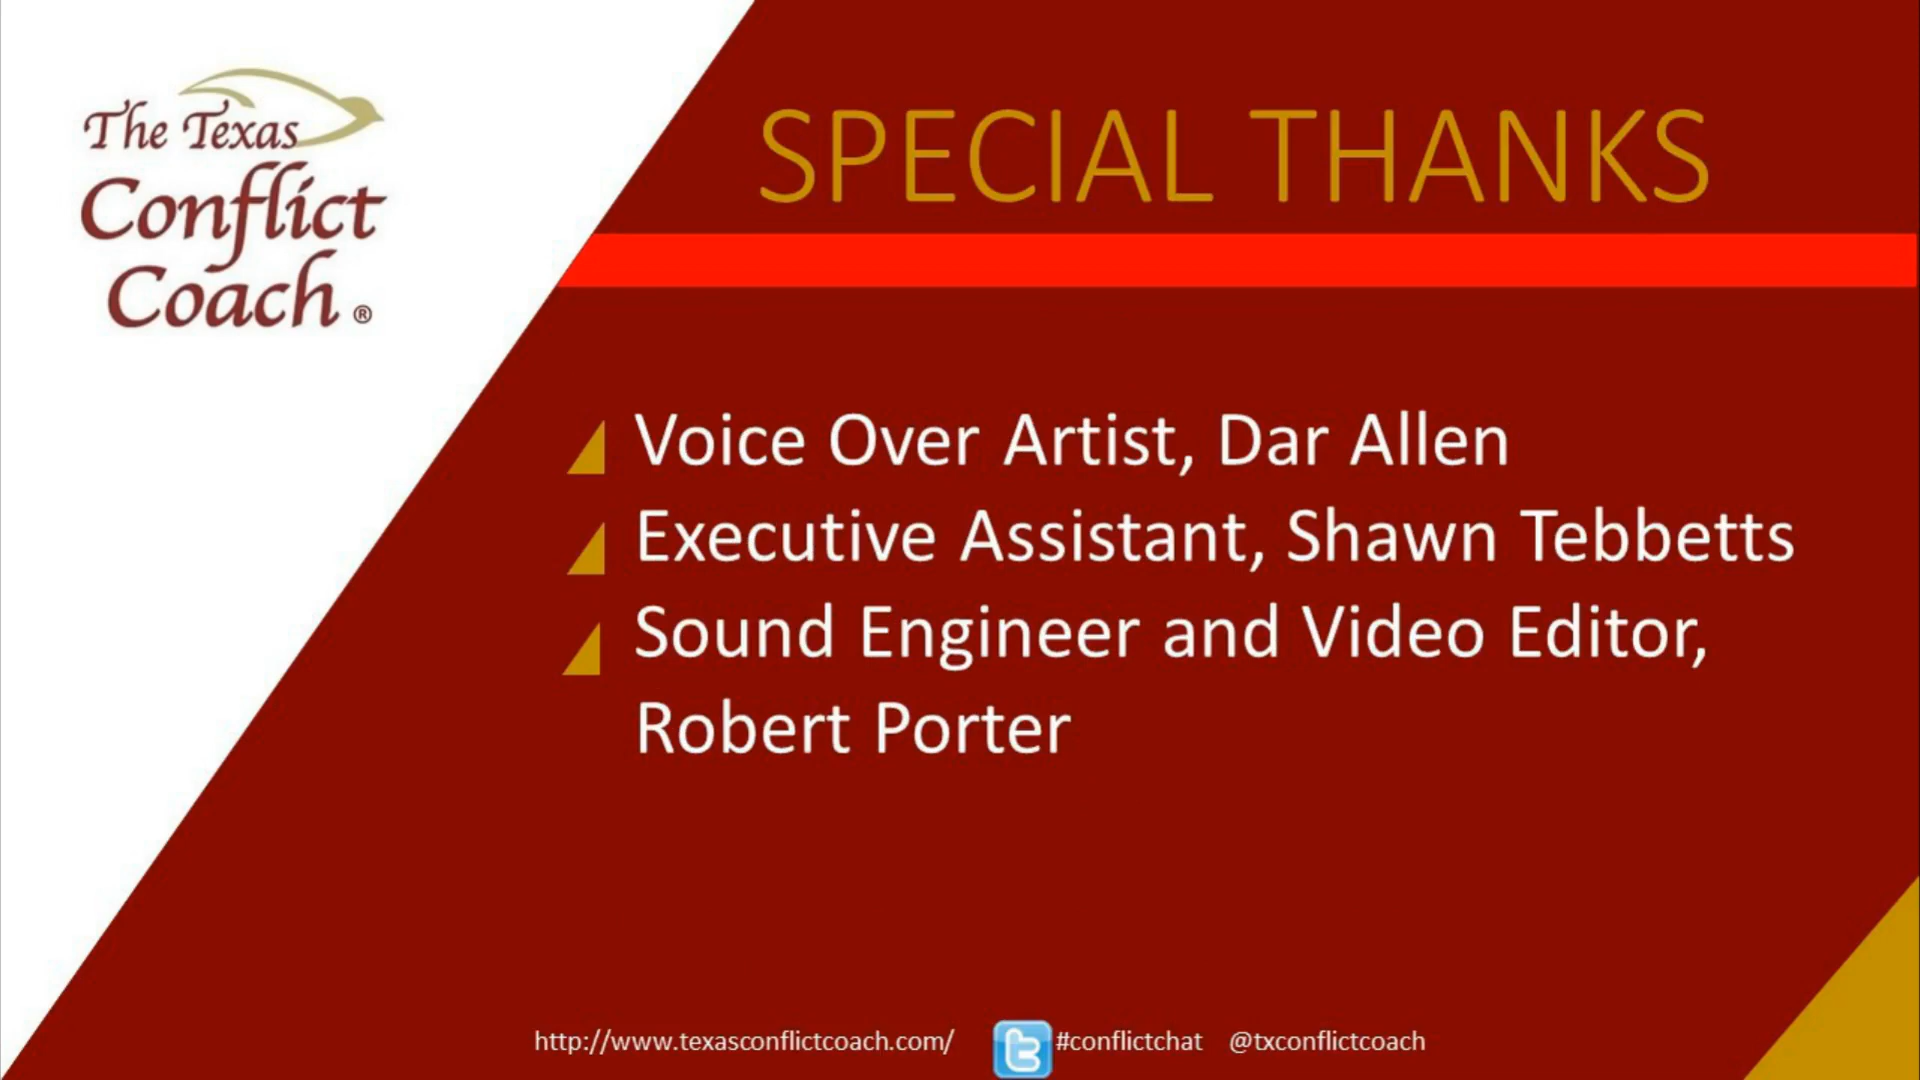 The Texas
Conflict
Coach ®
SPECIAL THANKS
Voice Over Artist, Dar Allen
Executive Assistant, Shawn Tebbetts
Sound Engineer and Video Editor,
Robert Porter
http://www.texasconflictcoach.com/ #conflictchat @txconflictcoach